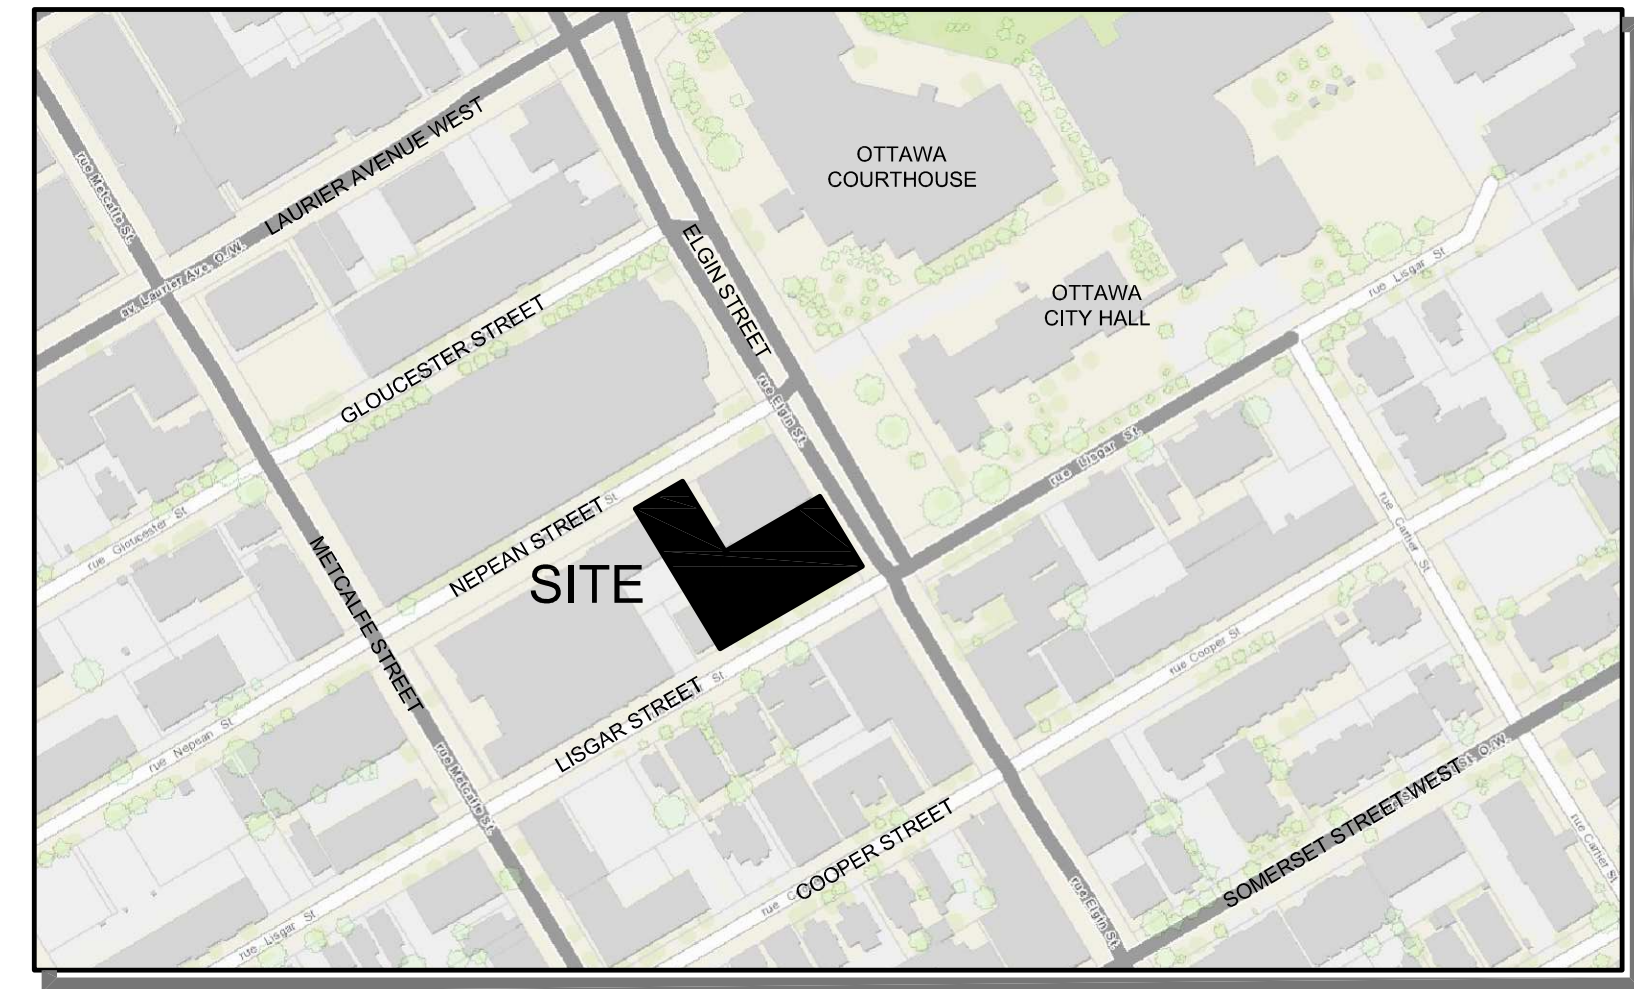 LAURIER AVENUE WEST
rue Metcalfe St.
av. Laurier Ave. O./W.
OTTAWA
COURTHOUSE
ELGIN STREET
OTTAWA
CITY HALL
rue Lisgar St
GLOUCESTER STREET
rue Elgin St.
rue Lisgar St.
rue Gloucester St
NEPEAN STREET
St
METCALFE STREET
SITE
rue Cartier St
rue Cooper St
LISGAR STREET
St
rue Nepean St
rue Metcalfe St.
SOMERSET STREET WEST
St. O./W.
COOPER STREET
rue
rue Cartier St
rue Elgin St.
rue Lisgar St